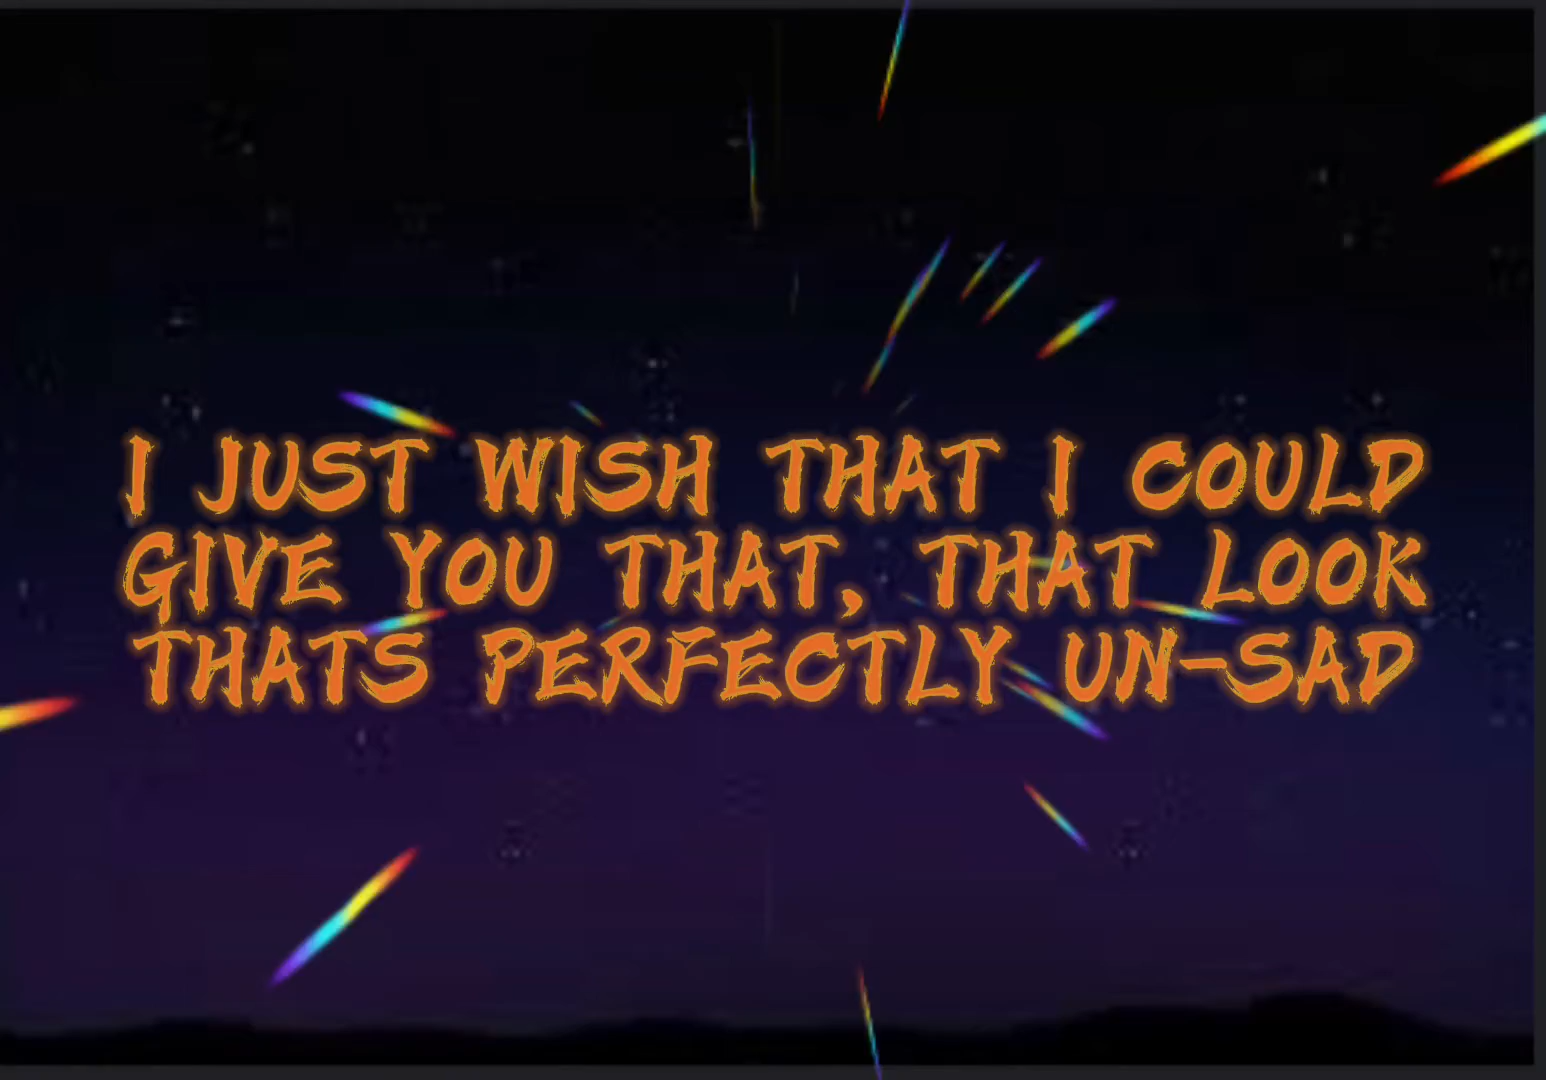 I JUST WISH THAT I COULD
GIVE YOU THAT, THAT LOOK
THATS PERFECTLY UN-SAD